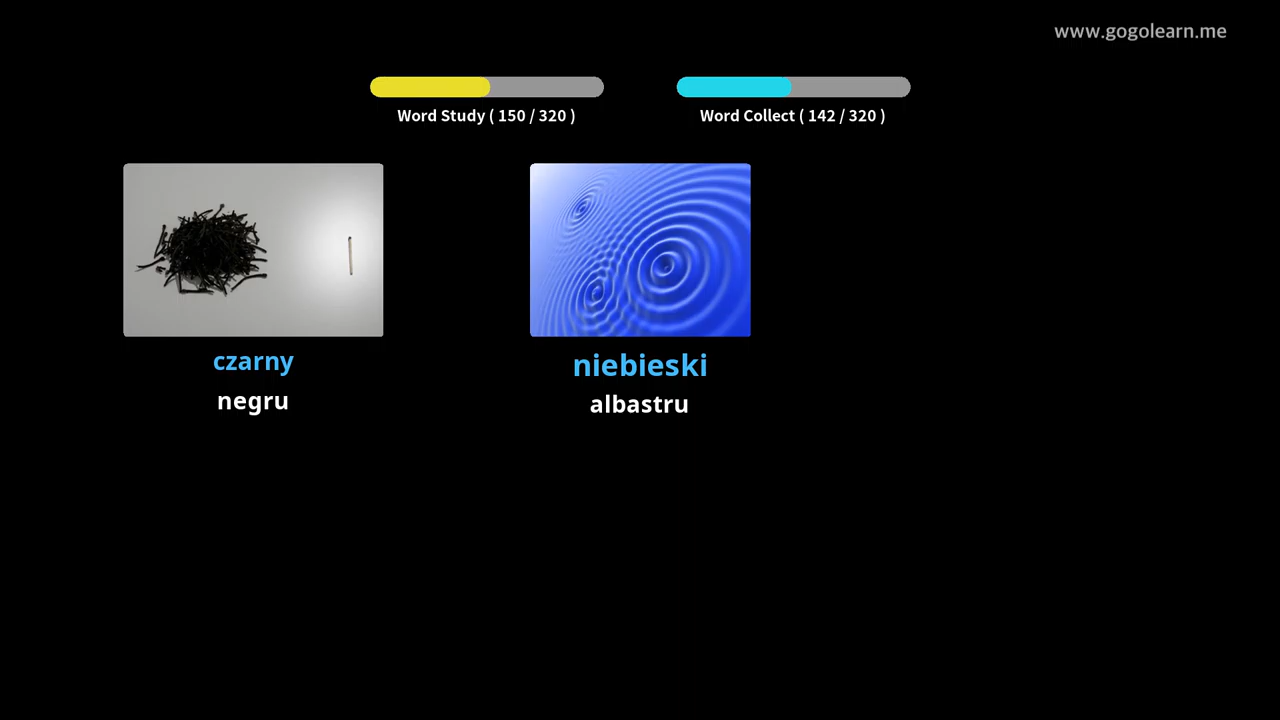 www.gogolearn.me
Word Study ( 150 / 320 )
Word Collect ( 142 / 320 )
czarny
negru
niebieski
albastru